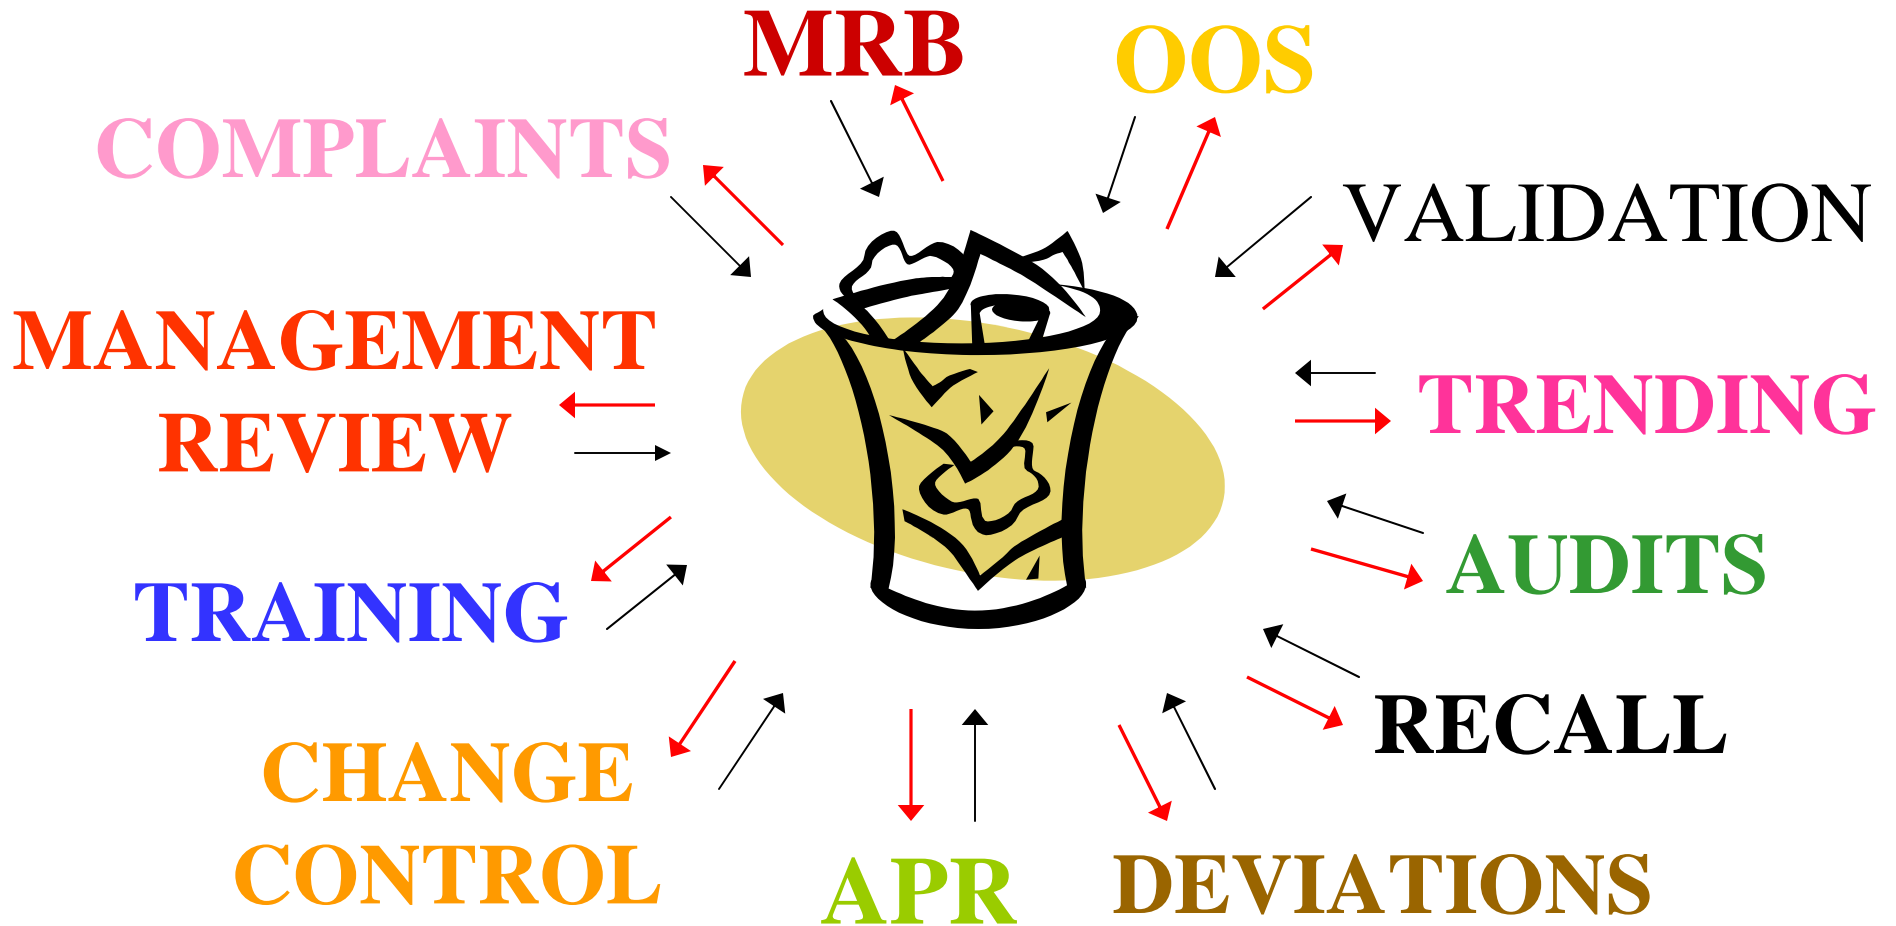 MRB
OOS
COMPLAINTS
VALIDATION
MANAGEMENT
REVIEW
TRENDING
AUDITS
TRAINING
RECALL
CHANGE
CONTROL
APR
DEVIATIONS